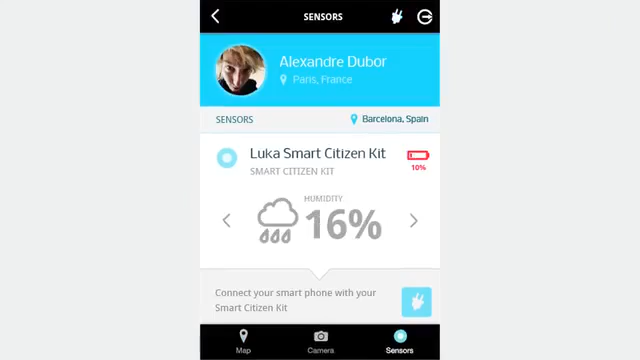 SENSORS
Alexandre Dubor
Paris, France
SENSORS
Barcelona, Spain
Luka Smart Citizen Kit
SMART CITIZEN KIT
10%
HUMIDITY
16%
Connect your smart phone with your
Smart Citizen Kit
Map
Camera
Sensors